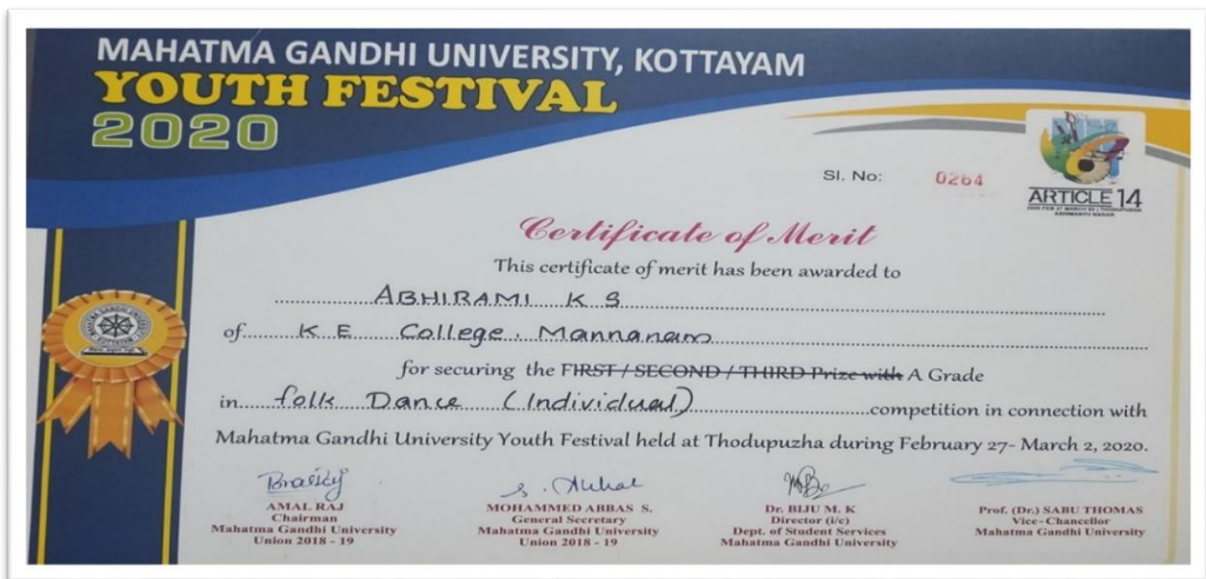 MAHATMA GANDHI UNIVERSITY, KOTTAYAM
YOUTH FESTIVAL
2020
Sl. No: 0264
ARTICLE 14
Certificate of Merit
This certificate of merit has been awarded to
ABHIRAMI K S
of K E College, Mannanam
for securing the FIRST / SECOND / THIRD Prize with A Grade
in folk Dance (Individual) competition in connection with
Mahatma Gandhi University Youth Festival held at Thodupuzha during February 27- March 2, 2020.
AMAL RAJ
Chairman
Mahatma Gandhi University
Union 2018 - 19
MOHAMMED ABBAS S.
General Secretary
Mahatma Gandhi University
Union 2018 - 19
Dr. BIJU M. K
Director (i/c)
Dept. of Student Services
Mahatma Gandhi University
Prof. (Dr.) SABU THOMAS
Vice-Chancellor
Mahatma Gandhi University